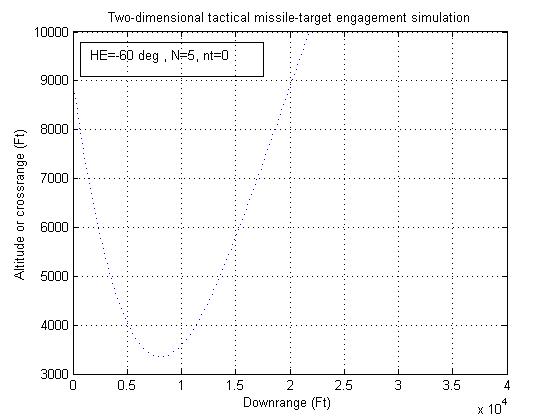 Two-dimensional tactical missile-target engagement simulation
HE=-60 deg , N=5, nt=0
Altitude or crossrange (Ft)
10000
9000
8000
7000
6000
5000
4000
3000
0 0.5 1 1.5 2 2.5 3 3.5 4
Downrange (Ft)
x 10^4